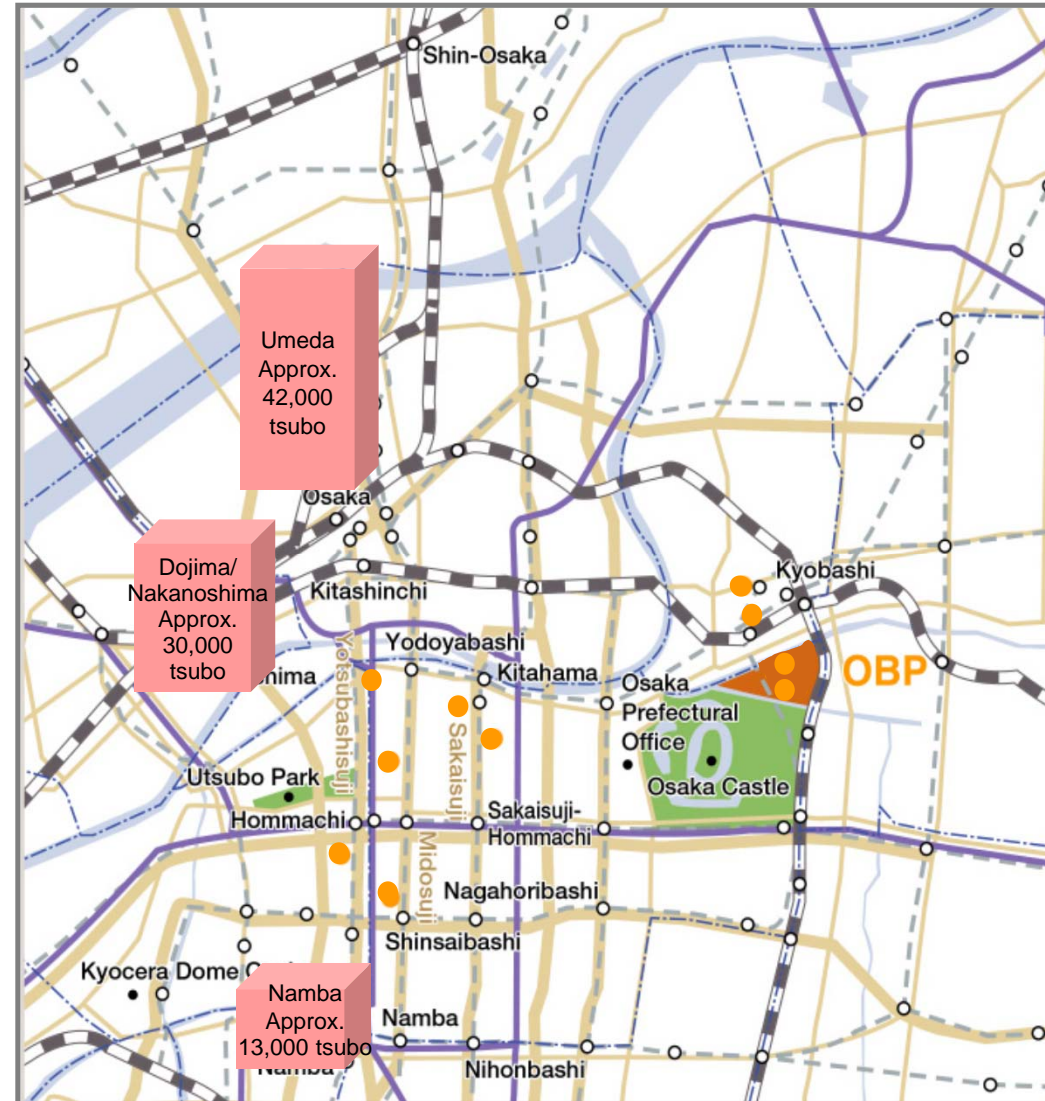 Shin-Osaka
Umeda
Approx.
42,000
tsubo
Osaka
Dojima/
Nakanoshima
Approx.
30,000
tsubo
Kitashinchi
Kyobashi
Yodoyabashi
Kitahama
OBP
hima
Yotsubashisuji
Osaka
Prefectural
Office
Sakaisuji
Osaka Castle
Utsubo Park
Hommachi
Sakaisuji-
Hommachi
Midosuji
Nagahoribashi
Shinsaibashi
Kyocera Dome
Namba
Approx.
13,000 tsubo
Namba
Namba
Nihonbashi